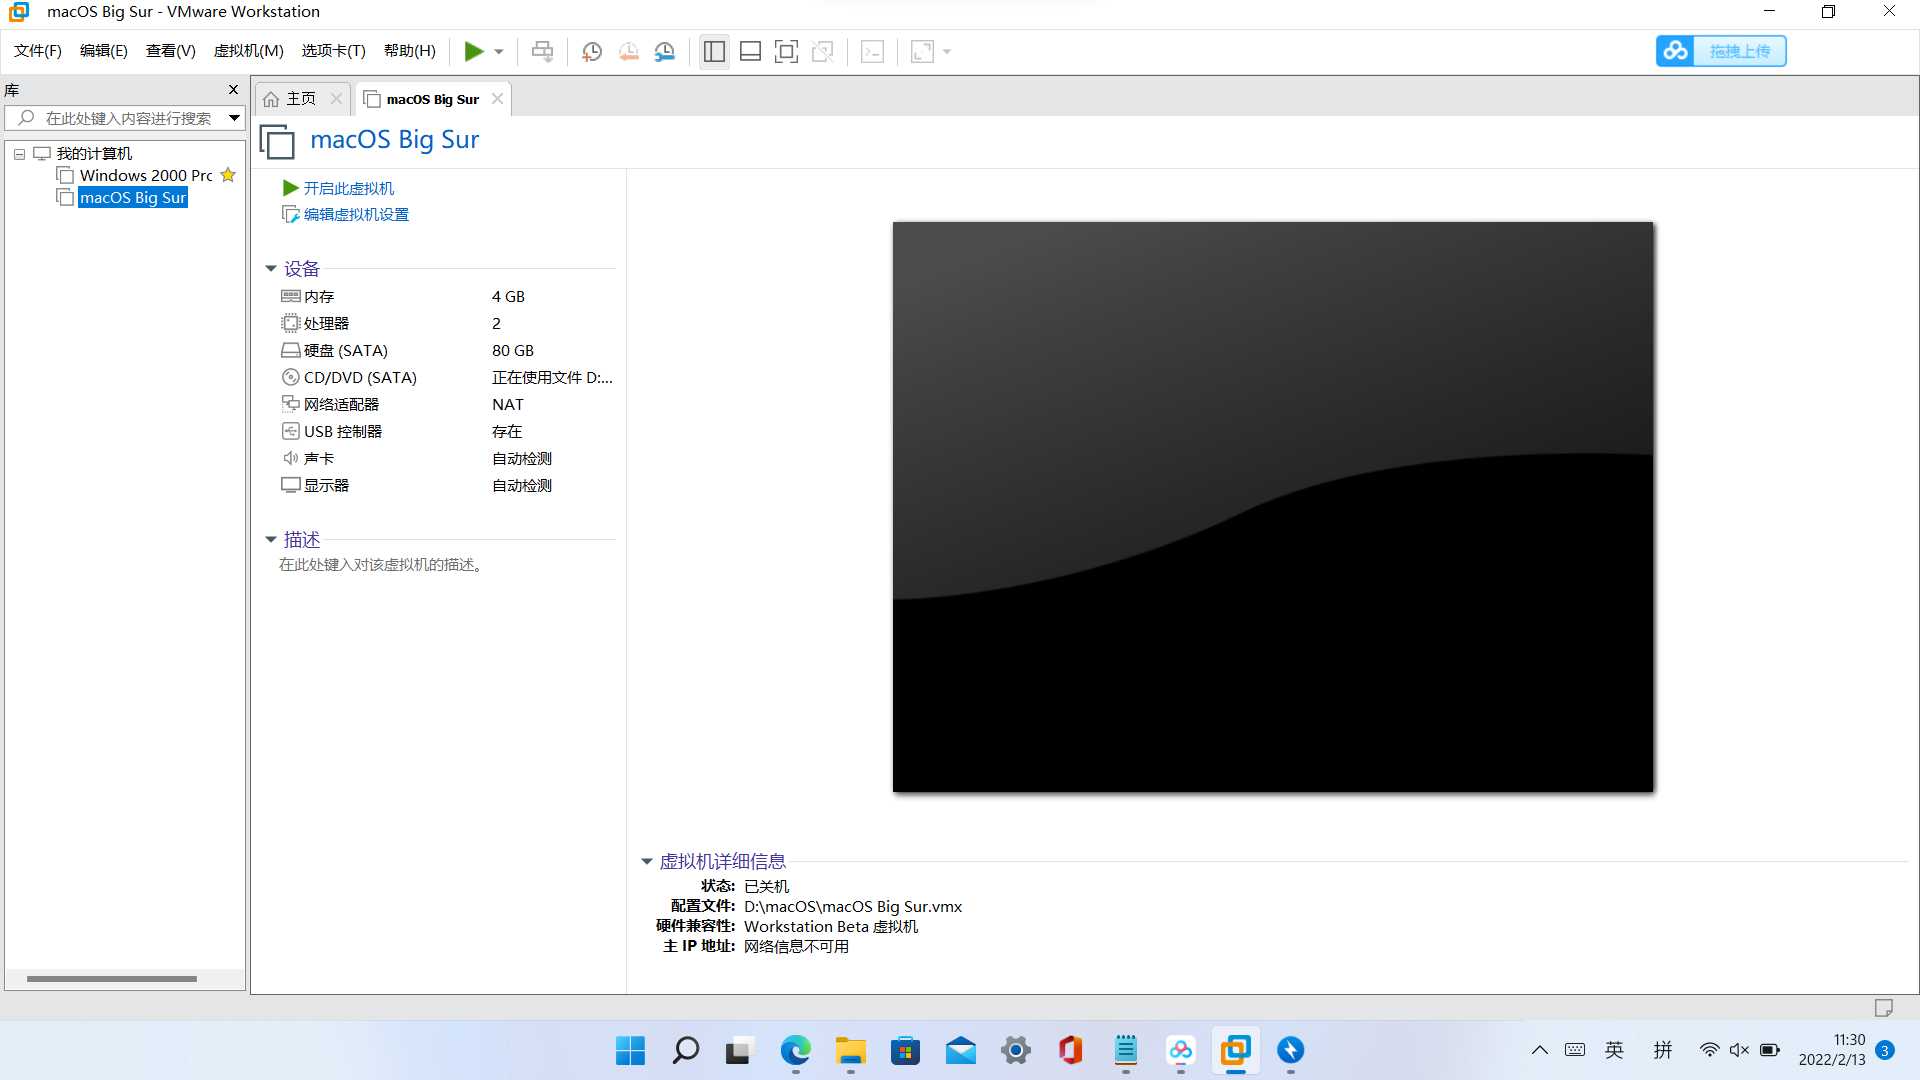 macOS Big Sur - VMware Workstation
文件(F) 编辑(E) 查看(V) 虚拟机(M) 选项卡(T) 帮助(H)
拖拽上传
库
在此处键入内容进行搜索
我的计算机
Windows 2000 Prc
macOS Big Sur
主页
macOS Big Sur
macOS Big Sur
开启此虚拟机
编辑虚拟机设置
设备
内存 4 GB
处理器 2
硬盘 (SATA) 80 GB
CD/DVD (SATA) 正在使用文件 D:...
网络适配器 NAT
USB 控制器 存在
声卡 自动检测
显示器 自动检测
描述
在此处键入对该虚拟机的描述。
虚拟机详细信息
状态: 已关机
配置文件: D:\macOS\macOS Big Sur.vmx
硬件兼容性: Workstation Beta 虚拟机
主 IP 地址: 网络信息不可用
英 拼
11:30
2022/2/13
3